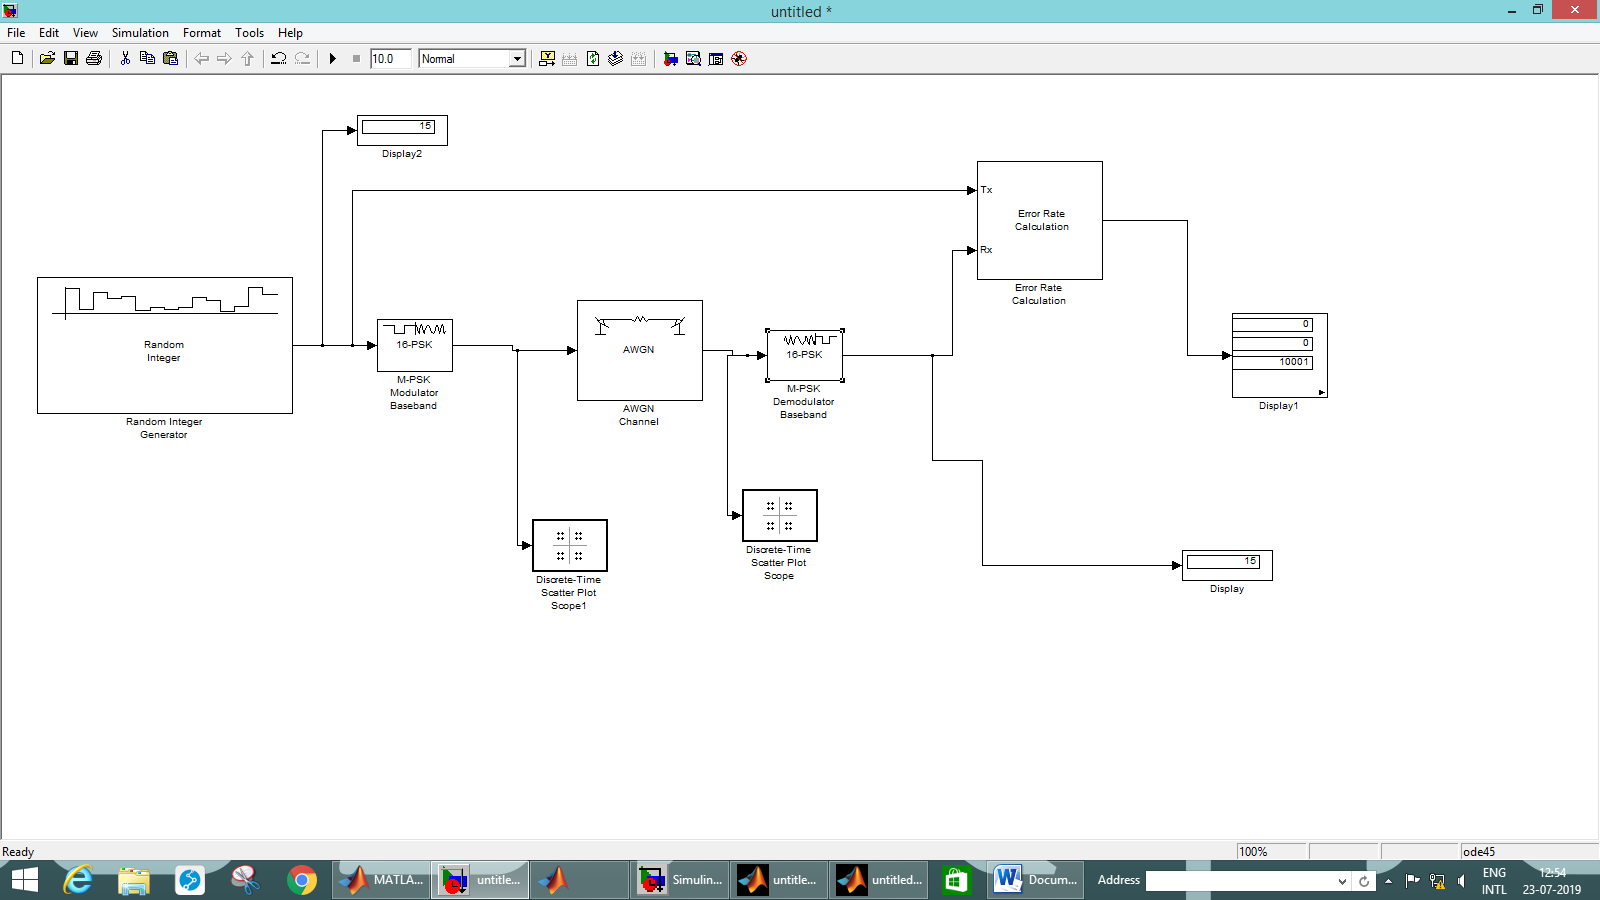 untitled *
File Edit View Simulation Format Tools Help
10.0 Normal
15
Display2
Tx
Error Rate
Calculation
Rx
Error Rate
Calculation
Random
Integer
Random Integer
Generator
16-PSK
M-PSK
Modulator
Baseband
AWGN
AWGN
Channel
16-PSK
M-PSK
Demodulator
Baseband
0
0
10001
Display1
Discrete-Time
Scatter Plot
Scope
Discrete-Time
Scatter Plot
Scope1
15
Display
Ready 100% ode45
MATLA... untitle... Simulin... untitle... untitled... Docum... Address
ENG
INTL
12:54
23-07-2019